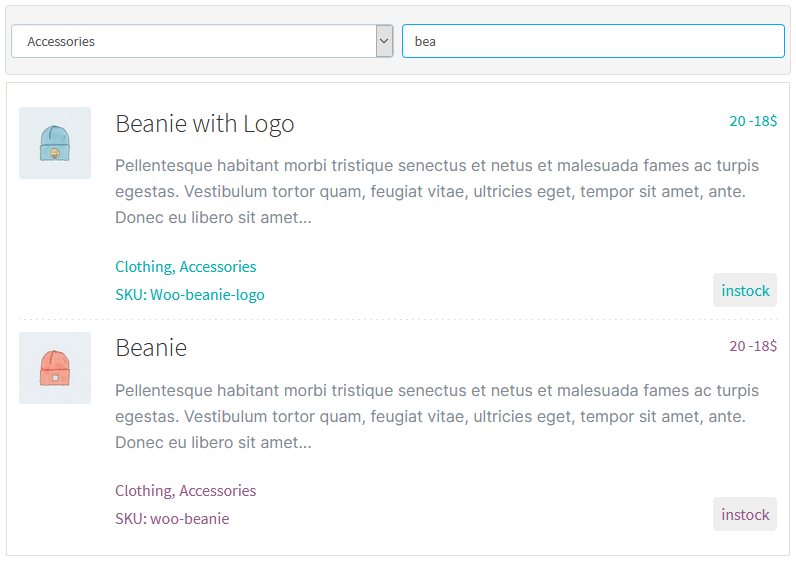 Accessories
bea
Beanie with Logo
20 -18$
Pellentesque habitant morbi tristique senectus et netus et malesuada fames ac turpis
egestas. Vestibulum tortor quam, feugiat vitae, ultricies eget, tempor sit amet, ante.
Donec eu libero sit amet...
Clothing, Accessories
SKU: Woo-beanie-logo
instock
Beanie
20 -18$
Pellentesque habitant morbi tristique senectus et netus et malesuada fames ac turpis
egestas. Vestibulum tortor quam, feugiat vitae, ultricies eget, tempor sit amet, ante.
Donec eu libero sit amet...
Clothing, Accessories
SKU: woo-beanie
instock